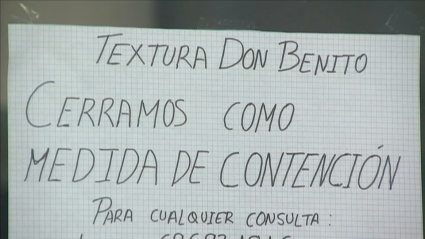 TEXTURA DON BENITO
CERRAMOS COMO
MEDIDA DE CONTENCIÓN
PARA CUALQUIER CONSULTA: